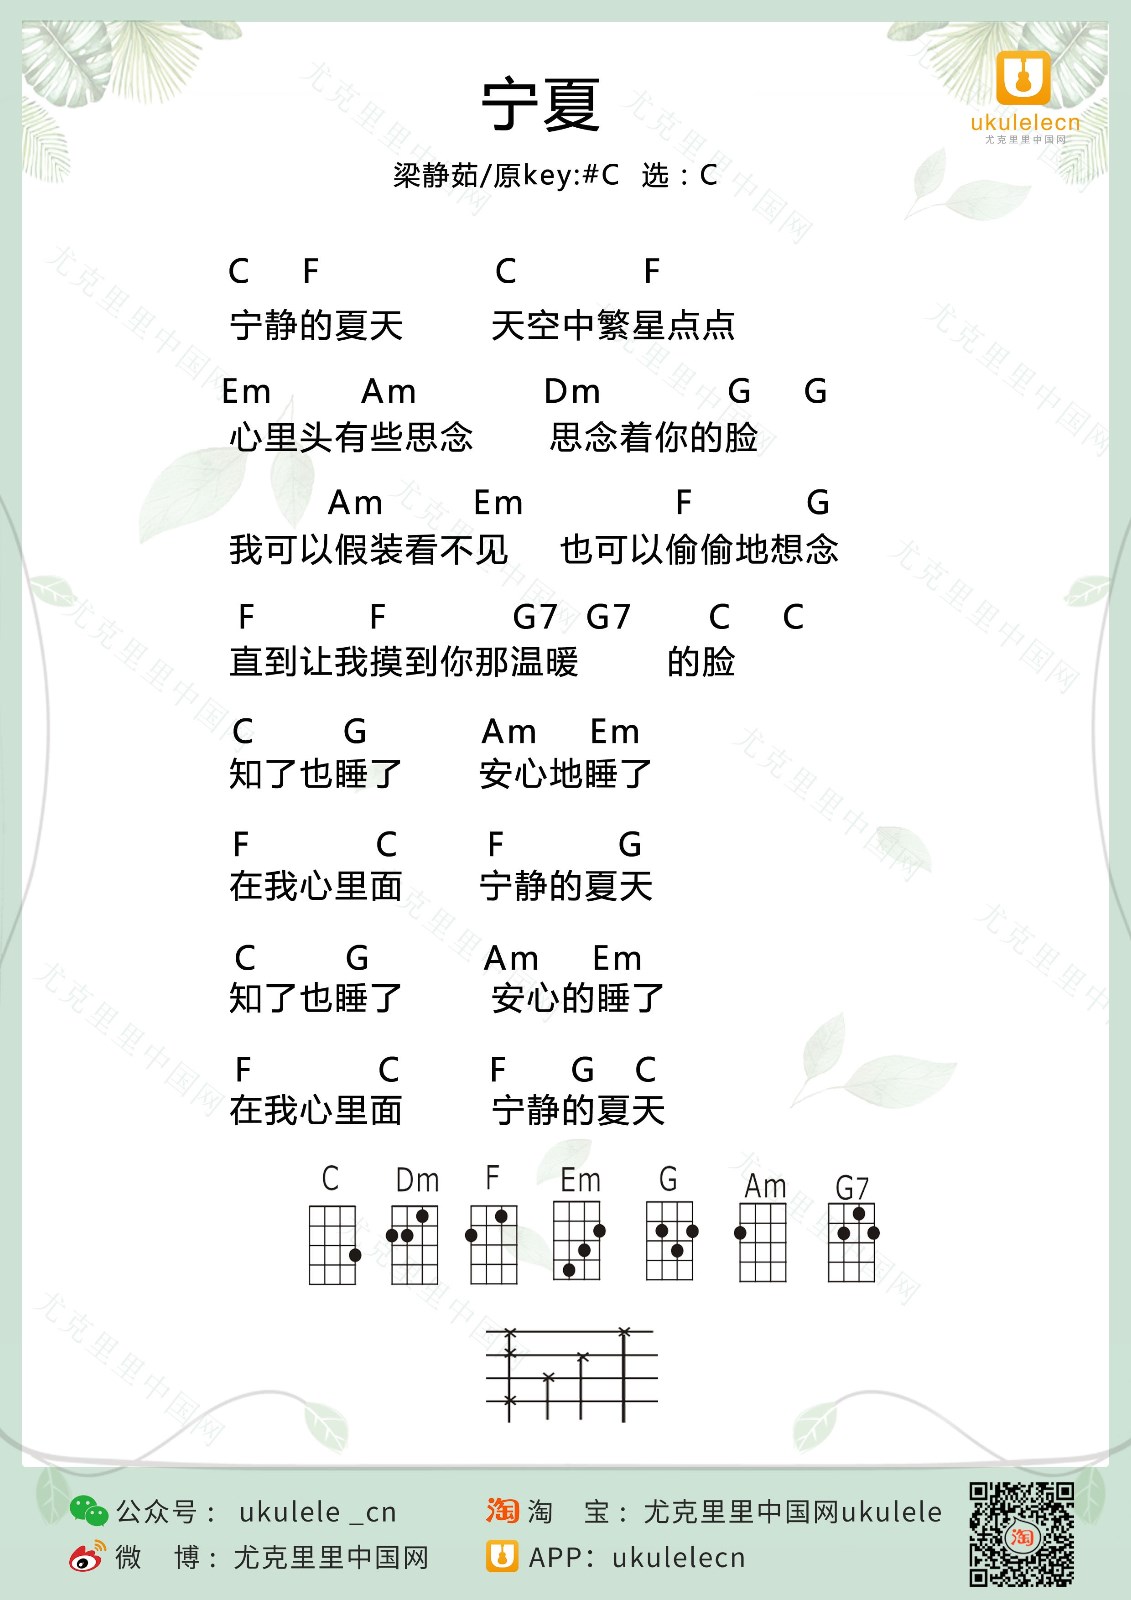 宁夏
ukulelecn
尤克里里中国网
梁静茹/原key:#C 选：C
C F C F
宁静的夏天 天空中繁星点点
Em Am Dm G G
心里头有些思念 思念着你的脸
Am Em F G
我可以假装看不见 也可以偷偷地想念
F F G7 G7 C C
直到让我摸到你那温暖 的脸
C G Am Em
知了也睡了 安心地睡了
F C F G
在我心里面 宁静的夏天
C G Am Em
知了也睡了 安心的睡了
F C F G C
在我心里面 宁静的夏天
C Dm F Em G Am G7
公众号： ukulele _cn
淘 淘 宝：尤克里里中国网ukulele
微 博：尤克里里中国网
APP：ukulelecn
淘
尤克里里中国网